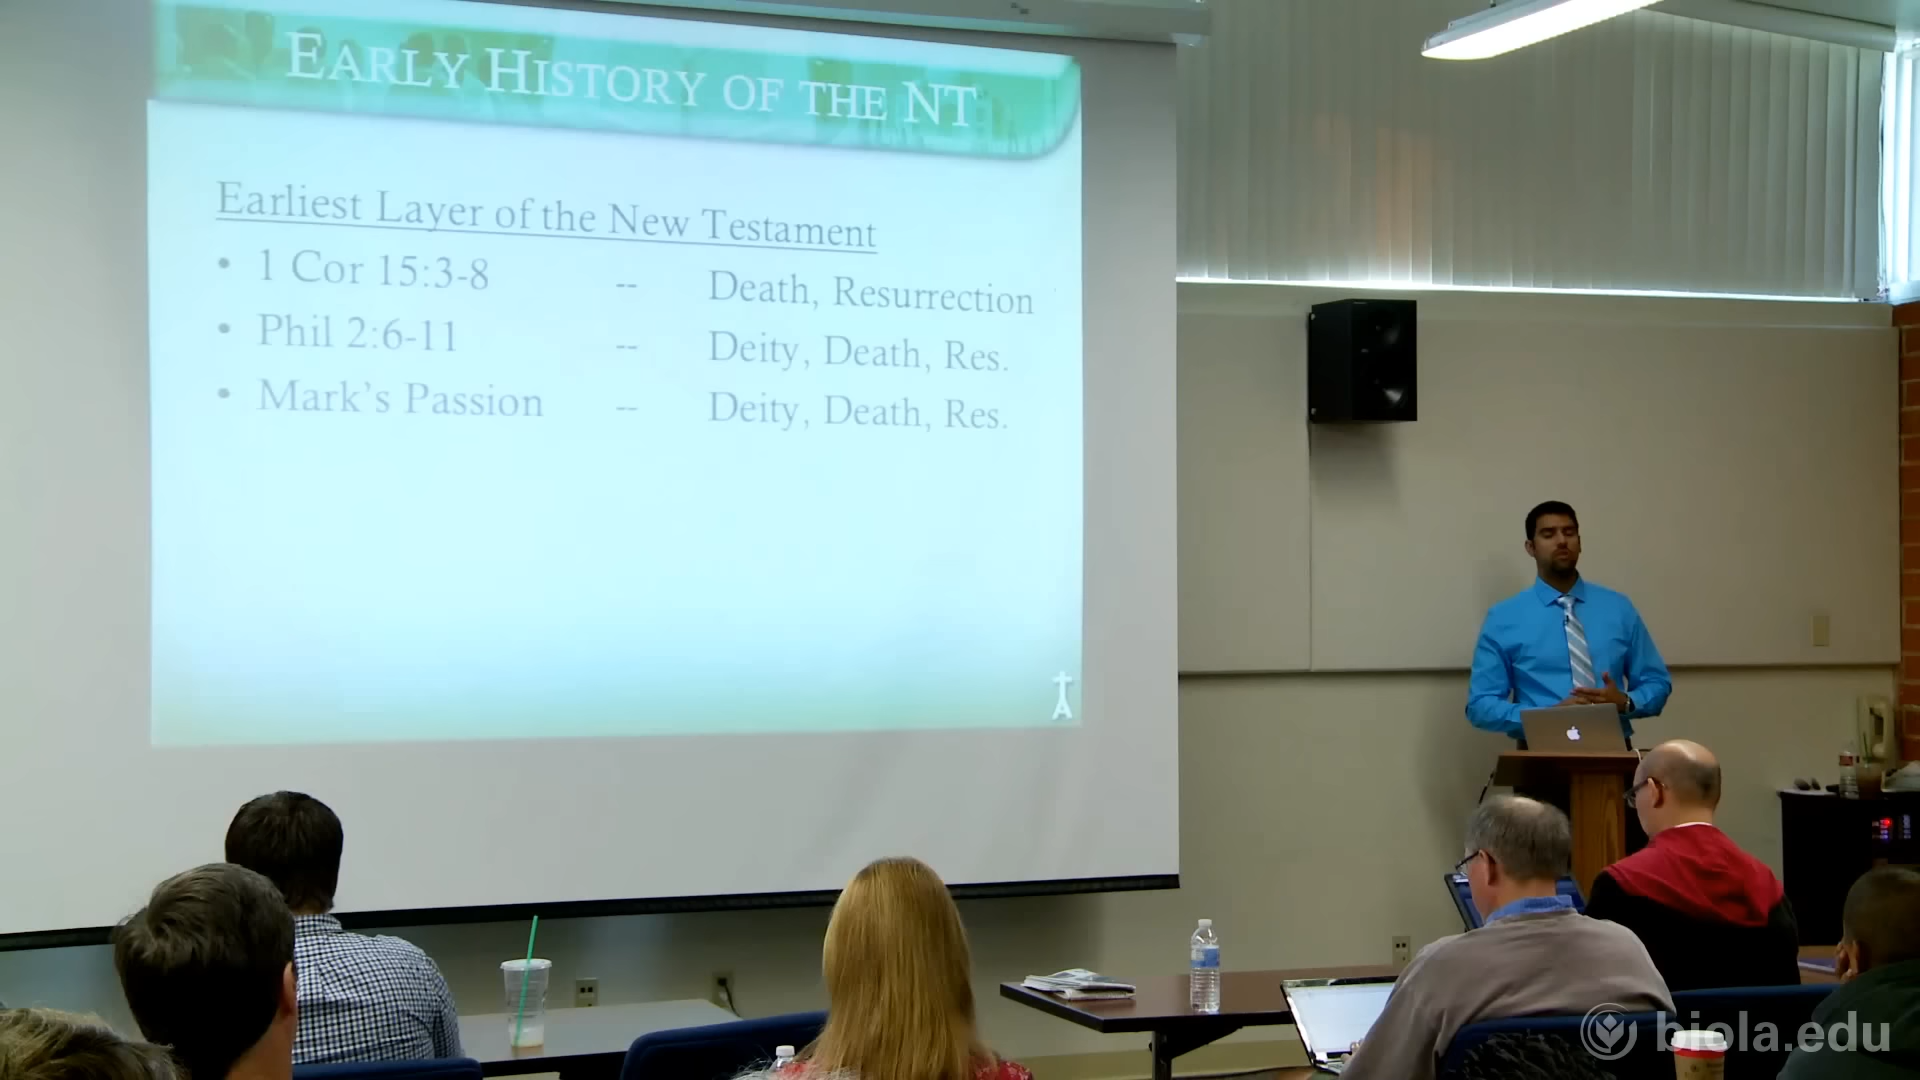 EARLY HISTORY OF THE NT
Earliest Layer of the New Testament
• 1 Cor 15:3-8 -- Death, Resurrection
• Phil 2:6-11 -- Deity, Death, Res.
• Mark's Passion -- Deity, Death, Res.
biola.edu